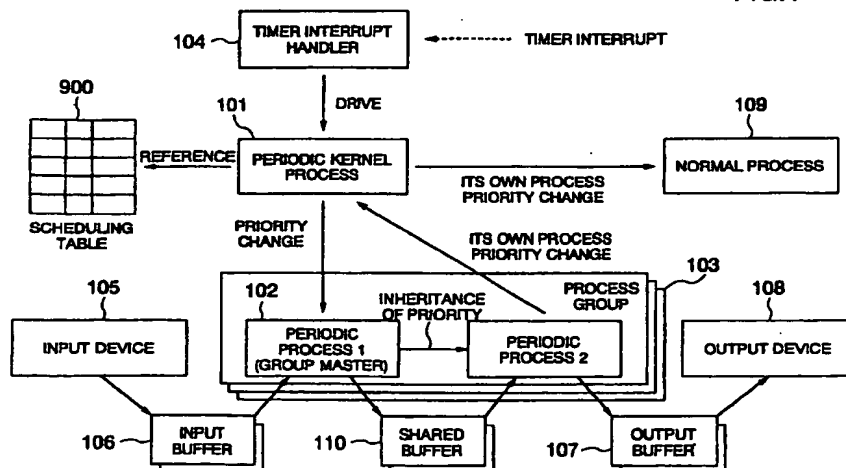 104
TIMER INTERRUPT
HANDLER
TIMER INTERRUPT
900
101
DRIVE
109
REFERENCE
PERIODIC KERNEL
PROCESS
NORMAL PROCESS
ITS OWN PROCESS
PRIORITY CHANGE
SCHEDULING
TABLE
PRIORITY
CHANGE
ITS OWN PROCESS
PRIORITY CHANGE
103
PROCESS
GROUP
105
102
INHERITANCE
OF PRIORITY
108
INPUT DEVICE
PERIODIC
PROCESS 1
(GROUP MASTER)
PERIODIC
PROCESS 2
OUTPUT DEVICE
106
INPUT
BUFFER
110
SHARED
BUFFER
107
OUTPUT
BUFFER